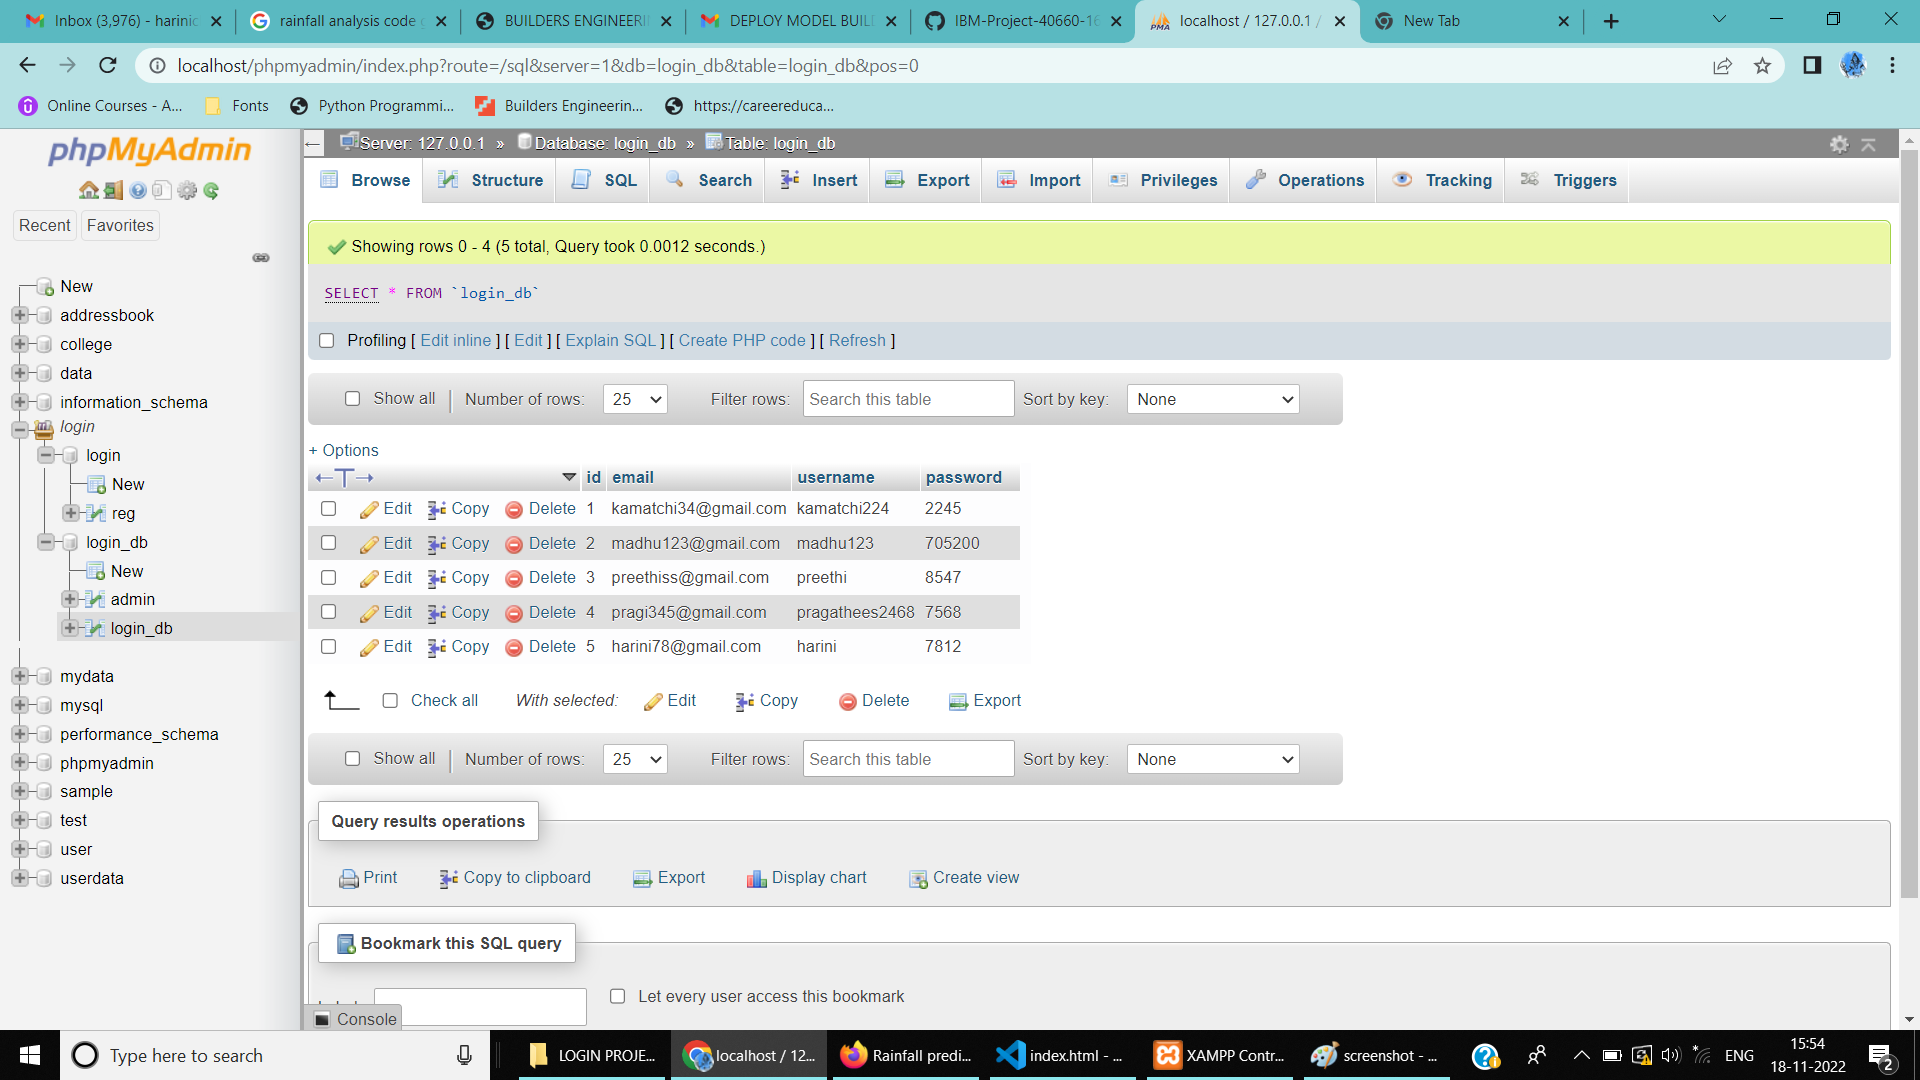 Inbox (3,976) - harinic
rainfall analysis code g
BUILDERS ENGINEERI
DEPLOY MODEL BUIL
IBM-Project-40660-16
PMA
localhost / 127.0.0.1 /
New Tab
localhost/phpmyadmin/index.php?route=/sql&server=1&db=login_db&table=login_db&pos=0
Online Courses - A...
Fonts
Python Programmi...
Builders Engineerin...
https://careereduca...
phpMyAdmin
Recent
Favorites
New
addressbook
college
data
information_schema
login
login
New
reg
login_db
New
admin
login_db
mydata
mysql
performance_schema
phpmyadmin
sample
test
user
userdata
Server: 127.0.0.1 » Database: login_db » Table: login_db
Browse Structure SQL Search Insert Export Import Privileges Operations Tracking Triggers
Showing rows 0 - 4 (5 total, Query took 0.0012 seconds.)
SELECT * FROM `login_db`
Profiling [ Edit inline ] [ Edit ] [ Explain SQL ] [ Create PHP code ] [ Refresh ]
Show all Number of rows: 25 Filter rows: Search this table Sort by key: None
+ Options
←T→ id email username password
Edit Copy Delete 1 kamatchi34@gmail.com kamatchi224 2245
Edit Copy Delete 2 madhu123@gmail.com madhu123 705200
Edit Copy Delete 3 preethiss@gmail.com preethi 8547
Edit Copy Delete 4 pragi345@gmail.com pragathees2468 7568
Edit Copy Delete 5 harini78@gmail.com harini 7812
Check all With selected: Edit Copy Delete Export
Show all Number of rows: 25 Filter rows: Search this table Sort by key: None
Query results operations
Print Copy to clipboard Export Display chart Create view
Bookmark this SQL query
Let every user access this bookmark
Console
Type here to search
LOGIN PROJE...
localhost / 12...
Rainfall predi...
index.html - ...
XAMPP Contr...
screenshot - ...
ENG
15:54
18-11-2022
2